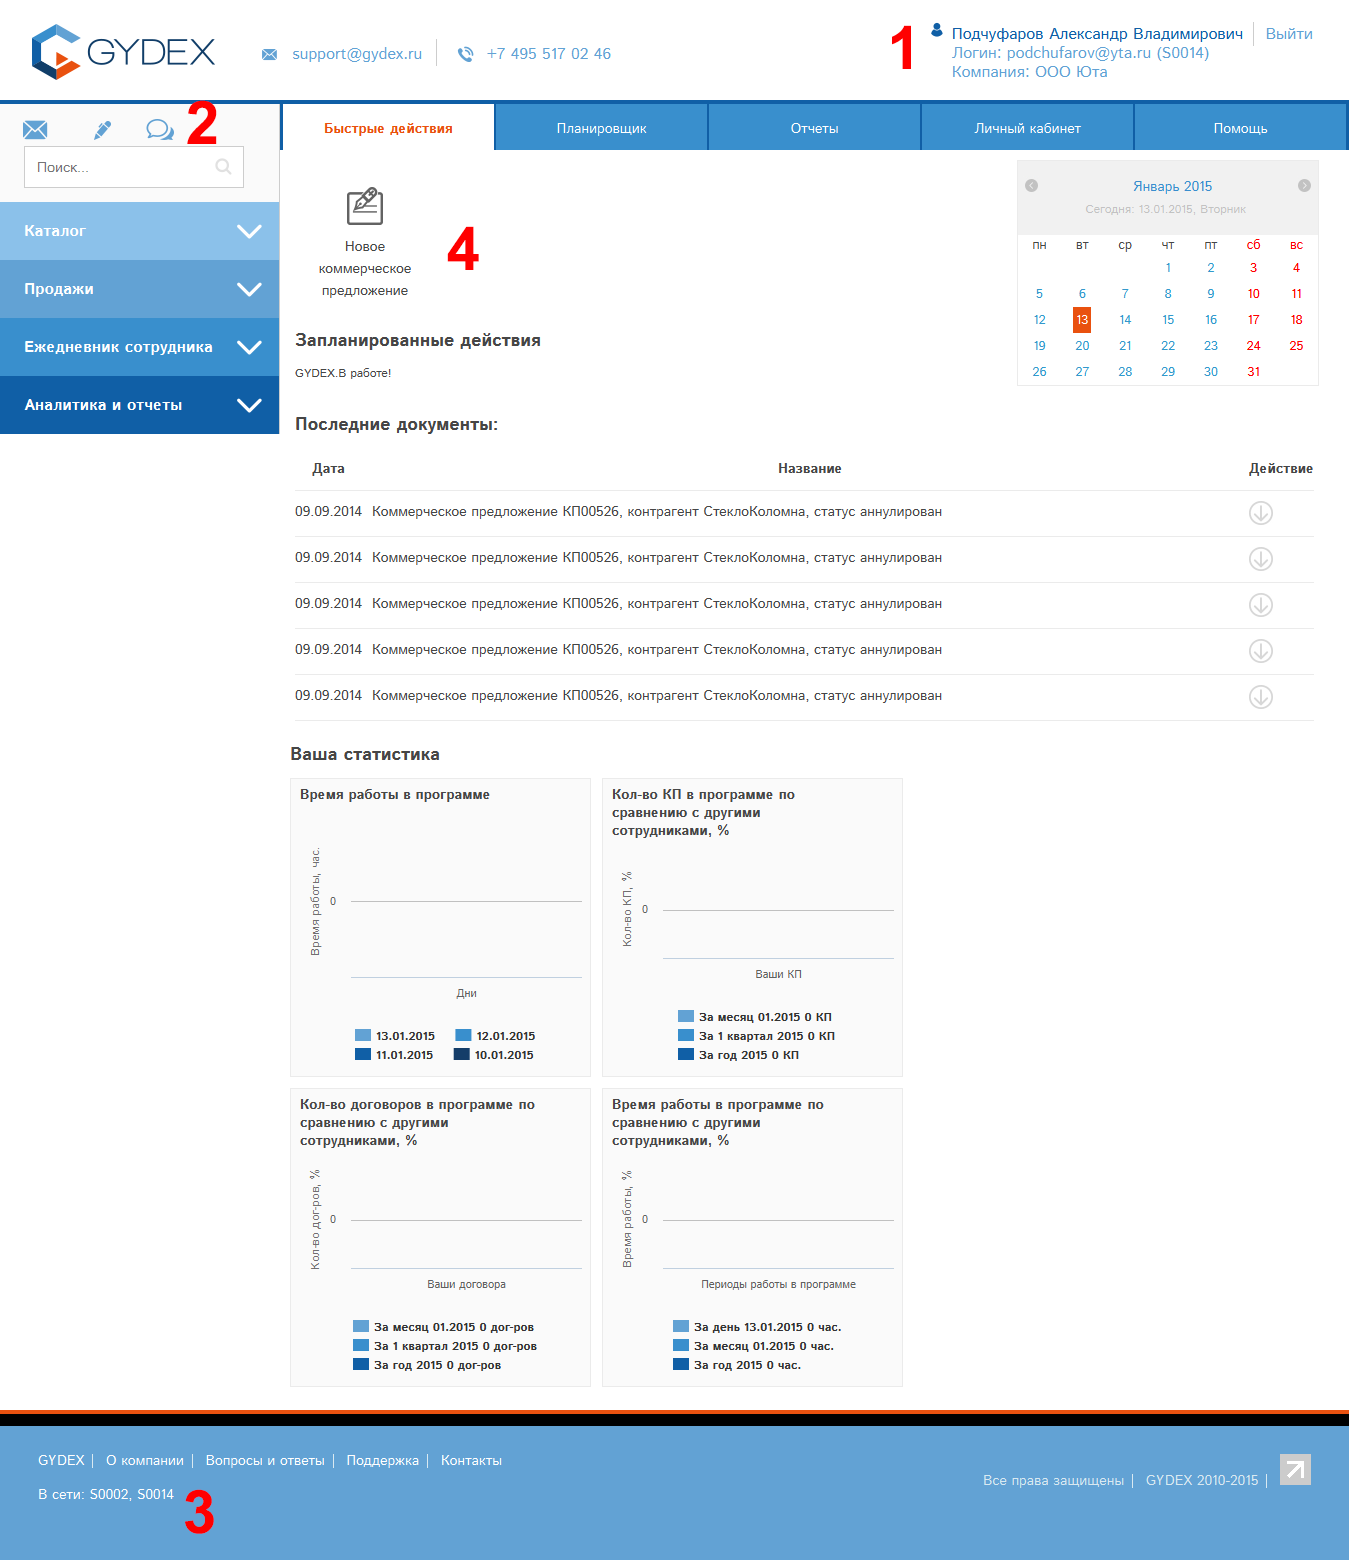 GYDEX
support@gydex.ru
+7 495 517 02 46
1
Подчуфаров Александр Владимирович
Выйти
Логин: podchufarov@yta.ru (S0014)
Компания: ООО Юта
2
Поиск...
Каталог
Продажи
Ежедневник сотрудника
Аналитика и отчеты
Быстрые действия
Планировщик
Отчеты
Личный кабинет
Помощь
Новое
коммерческое
предложение
4
Январь 2015
Сегодня: 13.01.2015, Вторник
пн вт ср чт пт сб вс
1 2 3 4
5 6 7 8 9 10 11
12 13 14 15 16 17 18
19 20 21 22 23 24 25
26 27 28 29 30 31
Запланированные действия
GYDEX.В работе!
Последние документы:
Дата Название Действие
09.09.2014 Коммерческое предложение КП00526, контрагент СтеклоКоломна, статус аннулирован
09.09.2014 Коммерческое предложение КП00526, контрагент СтеклоКоломна, статус аннулирован
09.09.2014 Коммерческое предложение КП00526, контрагент СтеклоКоломна, статус аннулирован
09.09.2014 Коммерческое предложение КП00526, контрагент СтеклоКоломна, статус аннулирован
09.09.2014 Коммерческое предложение КП00526, контрагент СтеклоКоломна, статус аннулирован
Ваша статистика
Время работы в программе
Время работы, час.
0
Дни
13.01.2015 12.01.2015
11.01.2015 10.01.2015
Кол-во КП в программе по
сравнению с другими
сотрудниками, %
Кол-во КП, %
0
Ваши КП
За месяц 01.2015 0 КП
За 1 квартал 2015 0 КП
За год 2015 0 КП
Кол-во договоров в программе по
сравнению с другими
сотрудниками, %
Кол-во дог-ров, %
0
Ваши договора
За месяц 01.2015 0 дог-ров
За 1 квартал 2015 0 дог-ров
За год 2015 0 дог-ров
Время работы в программе по
сравнению с другими
сотрудниками, %
Время работы, %
0
Периоды работы в программе
За день 13.01.2015 0 час.
За месяц 01.2015 0 час.
За год 2015 0 час.
GYDEX | О компании | Вопросы и ответы | Поддержка | Контакты
В сети: S0002, S0014
3
Все права защищены | GYDEX 2010-2015 |